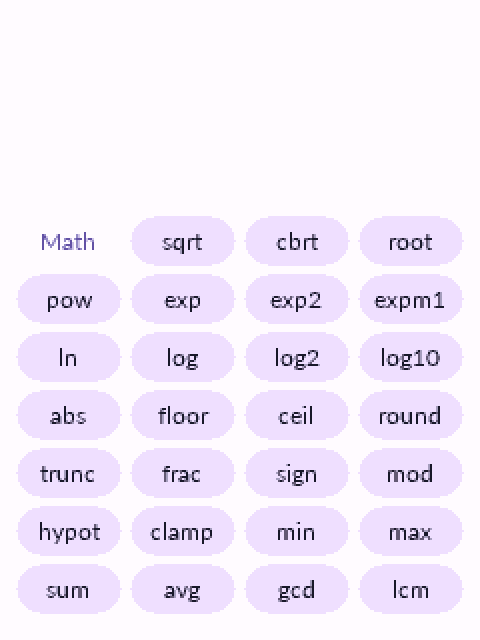 Math sqrt cbrt root
pow exp exp2 expm1
ln log log2 log10
abs floor ceil round
trunc frac sign mod
hypot clamp min max
sum avg gcd lcm